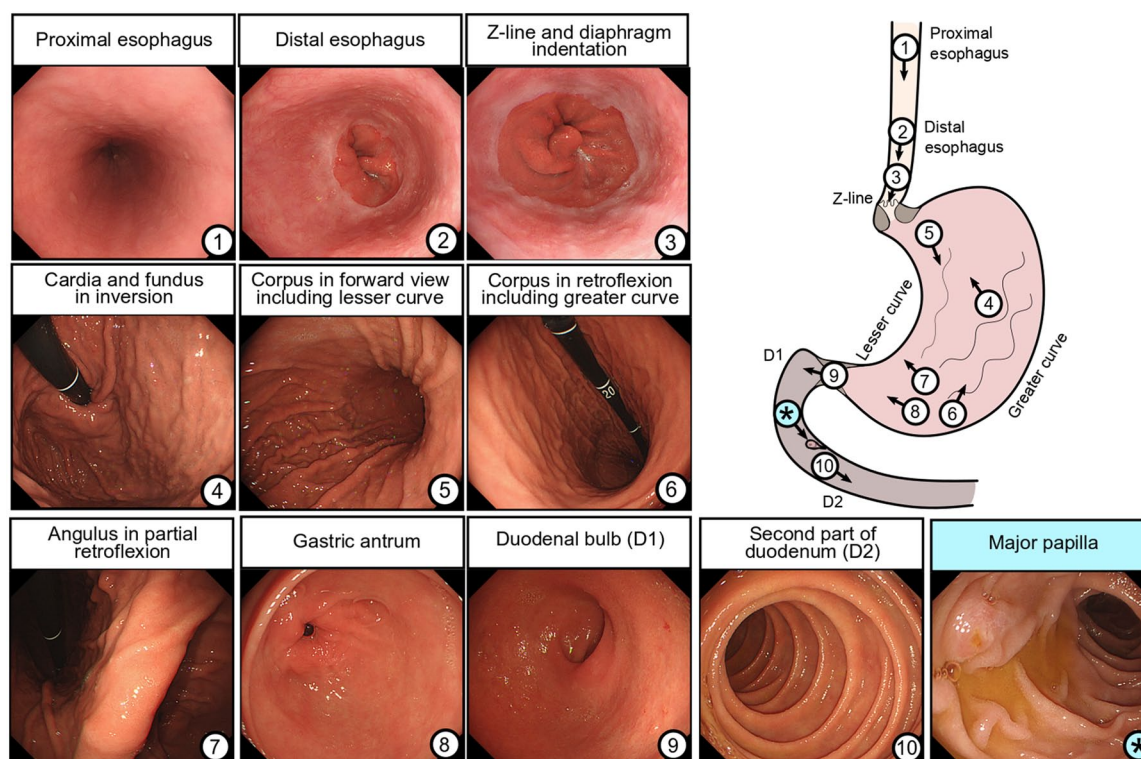 Proximal esophagus
Distal esophagus
Z-line and diaphragm
indentation
1
2
3
Cardia and fundus
in inversion
Corpus in forward view
including lesser curve
Corpus in retroflexion
including greater curve
20
4
5
6
Angulus in partial
retroflexion
Gastric antrum
Duodenal bulb (D1)
Second part of
duodenum (D2)
Major papilla
7
8
9
10
*
1
Proximal
esophagus
2
Distal
esophagus
3
Z-line
5
4
Lesser curve
D1
9
7
8
6
Greater curve
*
10
D2